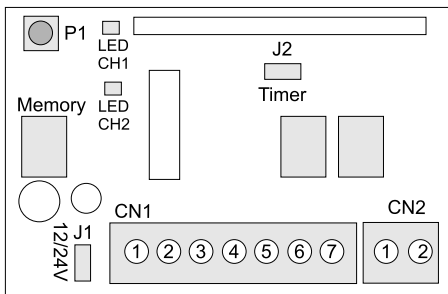 P1
LED
CH1
J2
LED
CH2
Timer
Memory
12/24V
J1
CN1
1 2 3 4 5 6 7
CN2
1 2